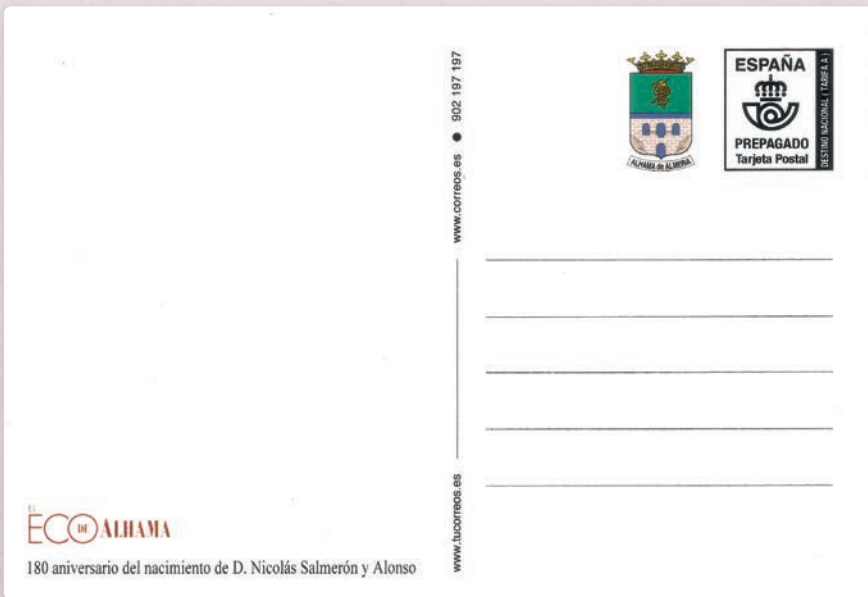 EL
ECO DE ALHAMA
180 aniversario del nacimiento de D. Nicolás Salmerón y Alonso
www.correos.es ● 902 197 197
www.tucorreos.es
ALHAMA de ALMERIA
ESPAÑA
PREPAGADO
Tarjeta Postal
DESTINO NACIONAL (TARIFA A)